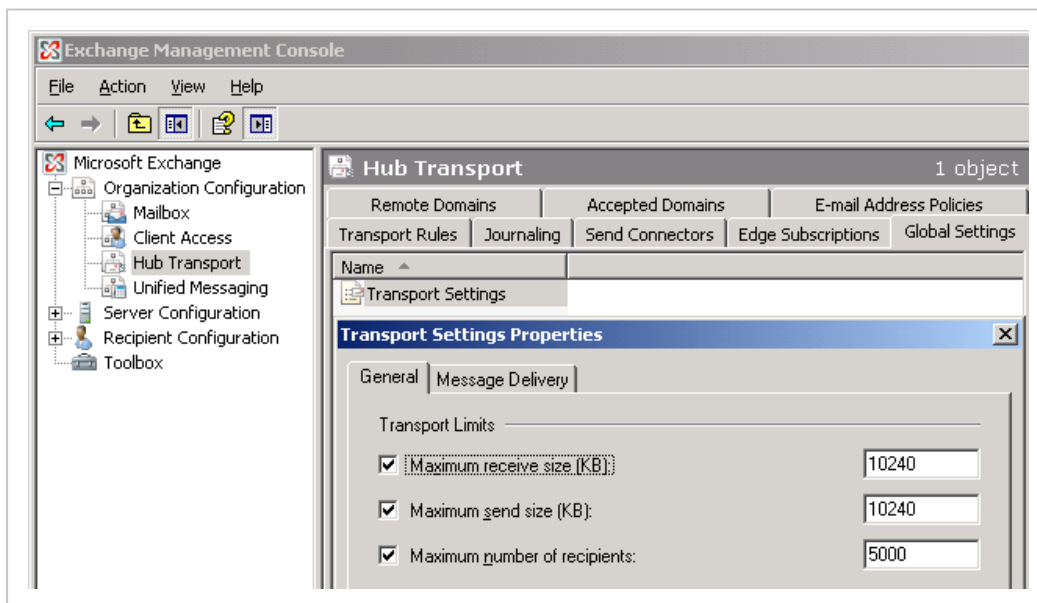 Exchange Management Conso
File Action View Help
Microsoft Exchange
Organization Configuration
Mailbox
Client Access
Hub Transport
Unified Messaging
Server Configuration
Recipient Configuration
Toolbox
Hub Transport 1 object
Remote Domains Accepted Domains E-mail Address Policies
Transport Rules Journaling Send Connectors Edge Subscriptions Global Settings
Name
Transport Settings
Transport Settings Properties
General Message Delivery
Transport Limits
Maximum receive size (KB): 10240
Maximum send size (KB): 10240
Maximum number of recipients: 5000